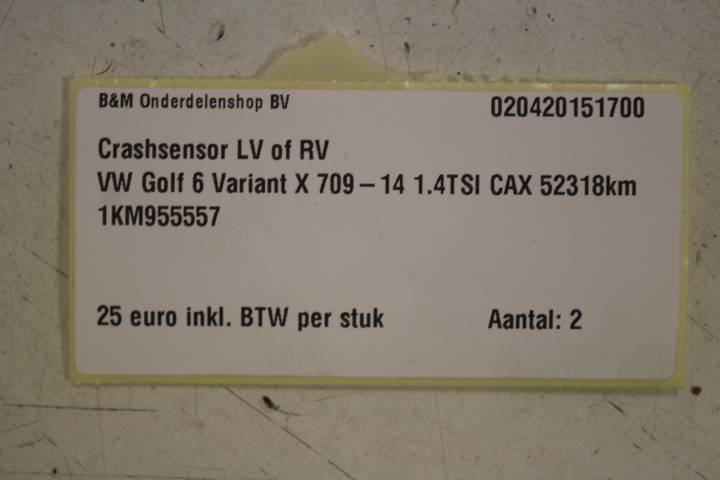 B&M Onderdelenshop BV
020420151700
Crashsensor LV of RV
VW Golf 6 Variant X 709 – 14 1.4TSI CAX 52318km
1KM955557
25 euro inkl. BTW per stuk
Aantal: 2